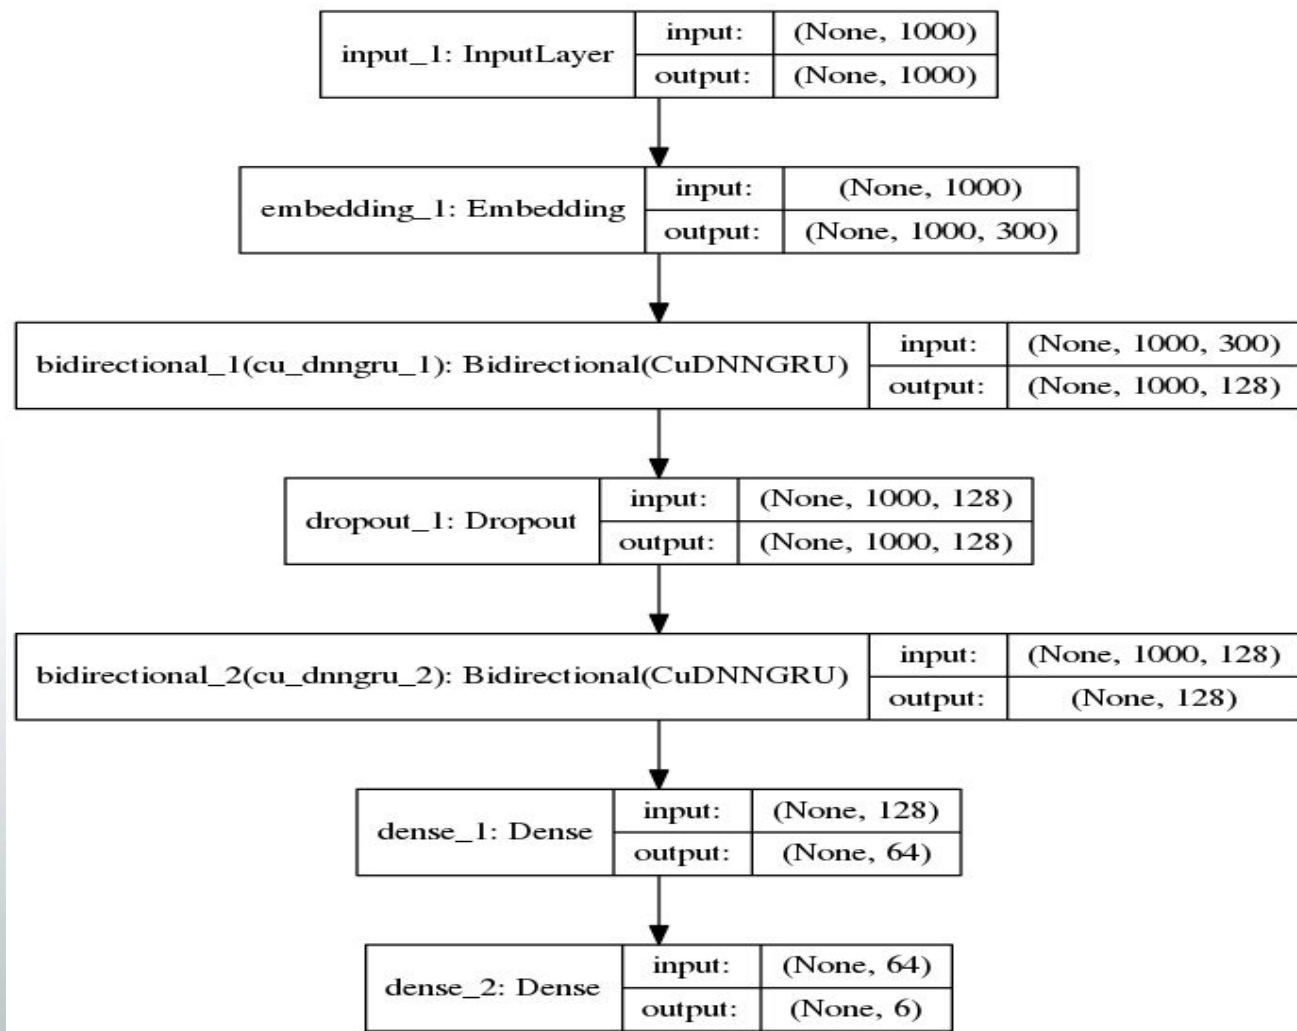 input_1: InputLayer
input: (None, 1000)
output: (None, 1000)
embedding_1: Embedding
input: (None, 1000)
output: (None, 1000, 300)
bidirectional_1(cu_dnngru_1): Bidirectional(CuDNNGRU)
input: (None, 1000, 300)
output: (None, 1000, 128)
dropout_1: Dropout
input: (None, 1000, 128)
output: (None, 1000, 128)
bidirectional_2(cu_dnngru_2): Bidirectional(CuDNNGRU)
input: (None, 1000, 128)
output: (None, 128)
dense_1: Dense
input: (None, 128)
output: (None, 64)
dense_2: Dense
input: (None, 64)
output: (None, 6)